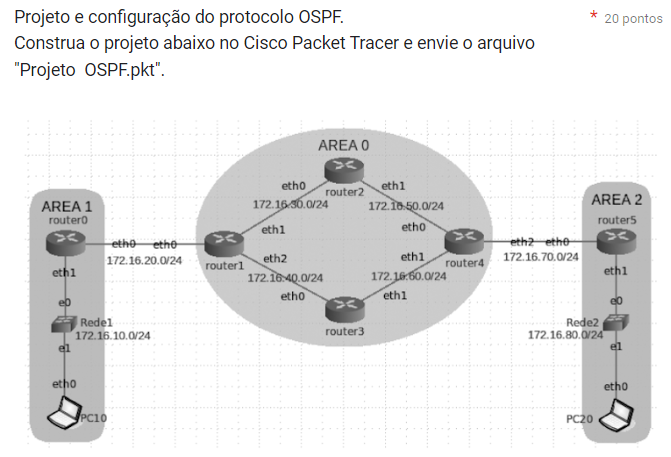 Projeto e configuração do protocolo OSPF.
* 20 pontos
Construa o projeto abaixo no Cisco Packet Tracer e envie o arquivo
"Projeto OSPF.pkt".
AREA 0
router2
eth0
eth1
172.16.30.0/24
172.16.50.0/24
AREA 1
router0
AREA 2
router5
eth1
eth0
eth0
eth0
router1
172.16.20.0/24
eth2
eth0
router4
172.16.70.0/24
eth1
eth2
172.16.40.0/24
eth1
172.16.60.0/24
eth1
eth0
eth1
router3
e0
Rede1
172.16.10.0/24
e1
e0
Rede2
172.16.80.0/24
e1
eth0
PC10
eth0
PC20